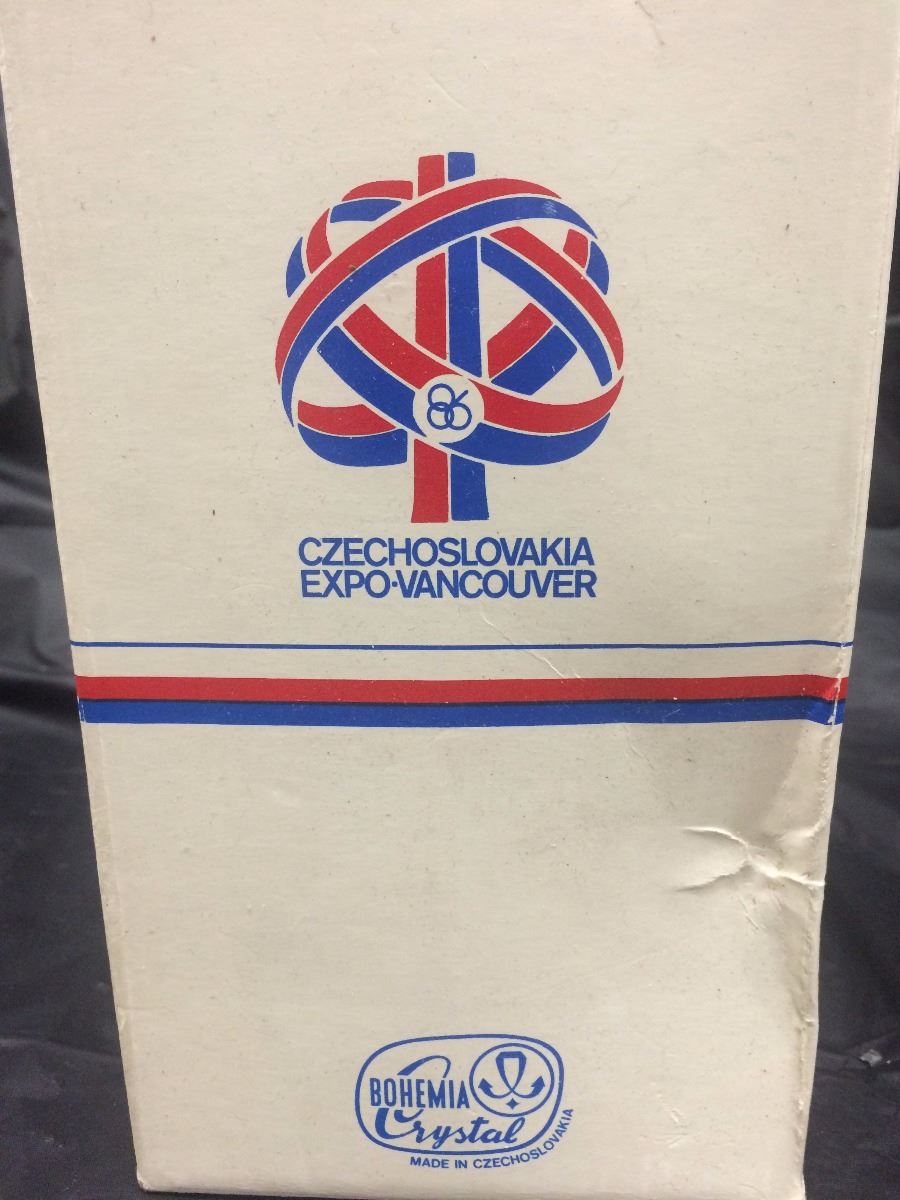 86
CZECHOSLOVAKIA
EXPO·VANCOUVER
BOHEMIA
Crystal
MADE IN CZECHOSLOVAKIA